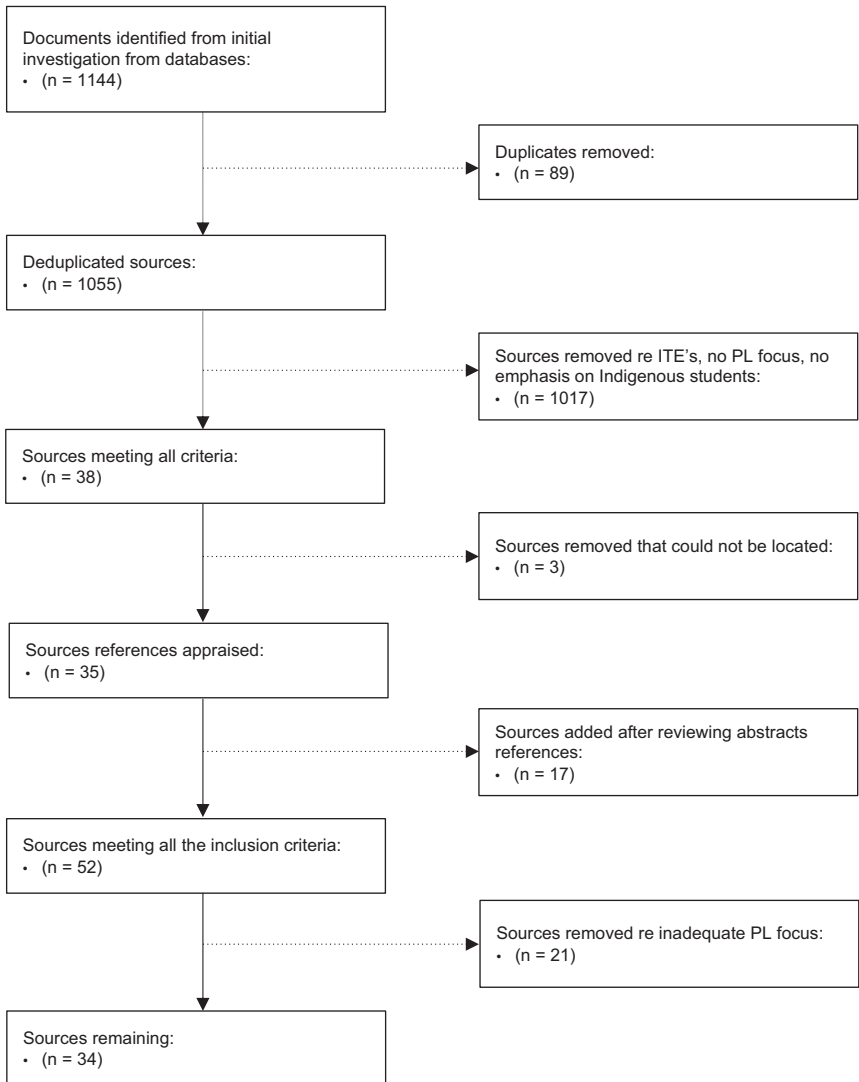 Documents identified from initial
investigation from databases:
• (n = 1144)
Duplicates removed:
• (n = 89)
Deduplicated sources:
• (n = 1055)
Sources removed re ITE's, no PL focus, no
emphasis on Indigenous students:
• (n = 1017)
Sources meeting all criteria:
• (n = 38)
Sources removed that could not be located:
• (n = 3)
Sources references appraised:
• (n = 35)
Sources added after reviewing abstracts
references:
• (n = 17)
Sources meeting all the inclusion criteria:
• (n = 52)
Sources removed re inadequate PL focus:
• (n = 21)
Sources remaining:
• (n = 34)